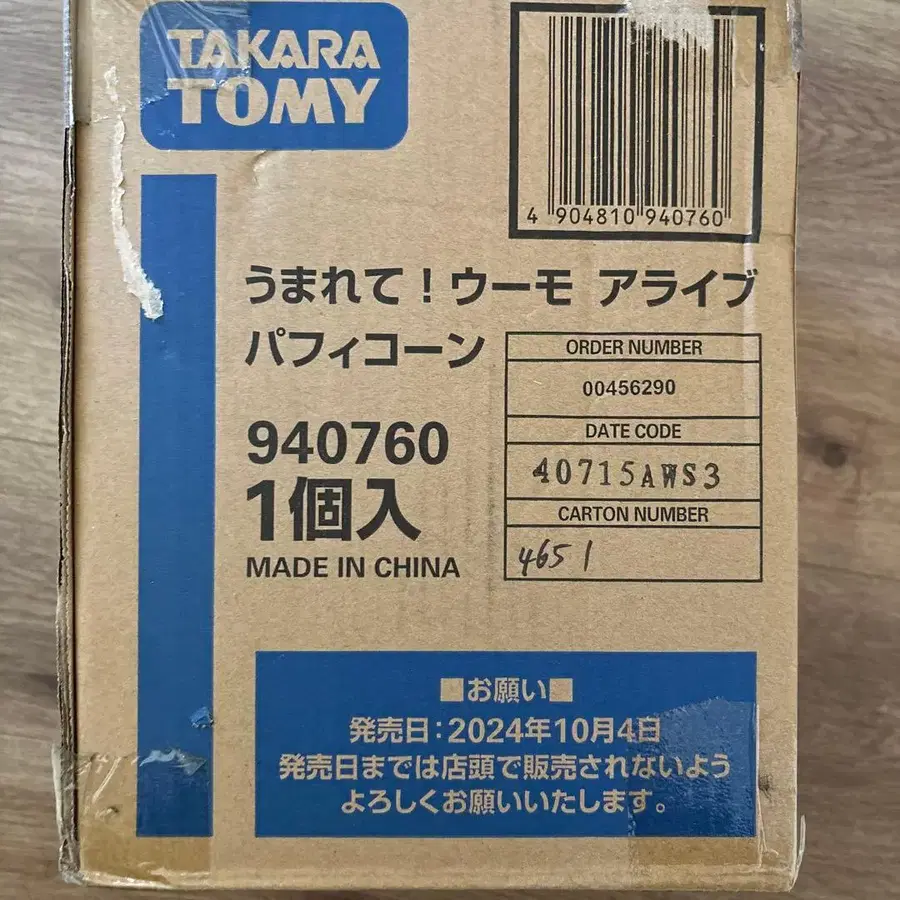 TAKARA
TOMY
4 904810 940760
うまれて！ウーモ アライブ
パフィコーン
ORDER NUMBER
00456290
DATE CODE
40715AWS3
CARTON NUMBER
4651
940760
1個入
MADE IN CHINA
■お願い■
発売日：2024年10月4日
発売日までは店頭で販売されないよう
よろしくお願いいたします。